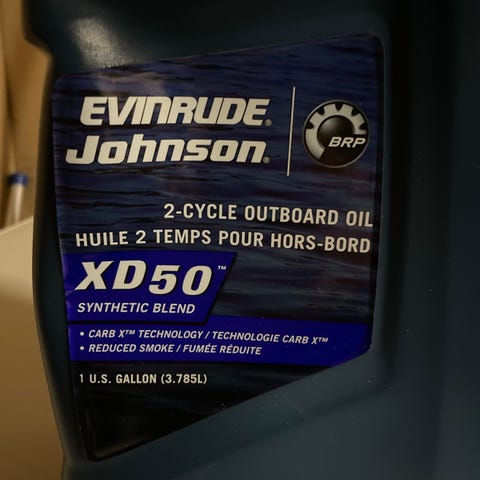 EVINRUDE®
Johnson®
BRP
2-CYCLE OUTBOARD OIL
HUILE 2 TEMPS POUR HORS-BORD
XD50™
SYNTHETIC BLEND
• CARB X™ TECHNOLOGY / TECHNOLOGIE CARB X™
• REDUCED SMOKE / FUMÉE RÉDUITE
1 U.S. GALLON (3.785L)